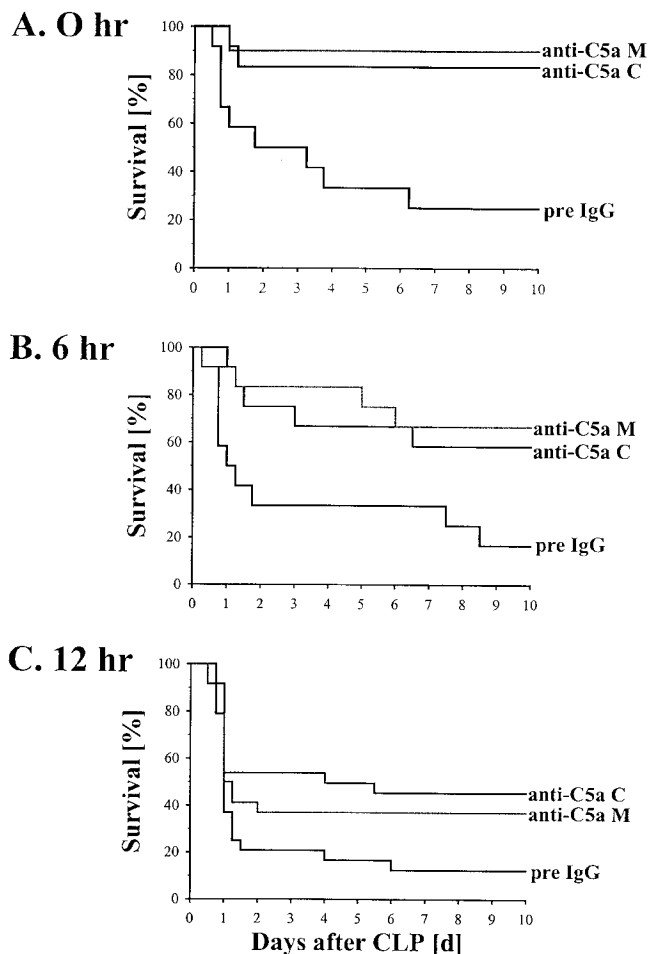 A. O hr
Survival [%]
100
80
60
40
20
0
0 1 2 3 4 5 6 7 8 9 10
anti-C5a M
anti-C5a C
pre IgG
B. 6 hr
Survival [%]
100
80
60
40
20
0
0 1 2 3 4 5 6 7 8 9 10
anti-C5a M
anti-C5a C
pre IgG
C. 12 hr
Survival [%]
100
80
60
40
20
0
0 1 2 3 4 5 6 7 8 9 10
anti-C5a C
anti-C5a M
pre IgG
Days after CLP [d]